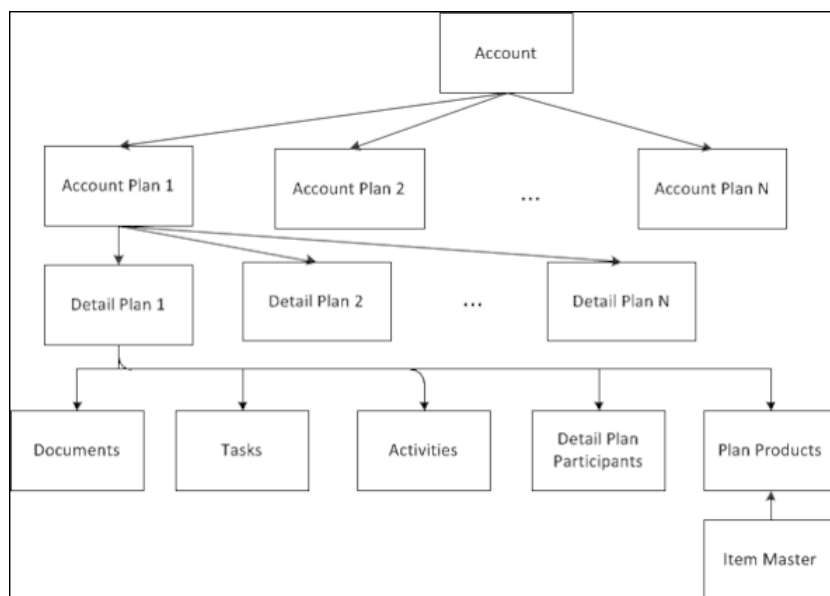 Account
Account Plan 1
Account Plan 2
...
Account Plan N
Detail Plan 1
Detail Plan 2
...
Detail Plan N
Documents
Tasks
Activities
Detail Plan
Participants
Plan Products
Item Master